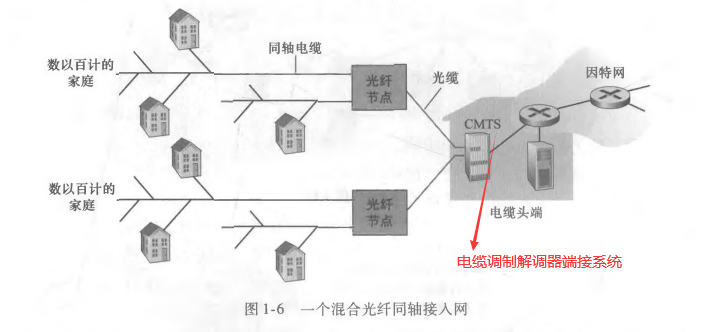 数以百计的
家庭
同轴电缆
光纤
节点
光缆
因特网
CMTS
数以百计的
家庭
光纤
节点
电缆头端
电缆调制解调器端接系统
图1-6 一个混合光纤同轴接入网